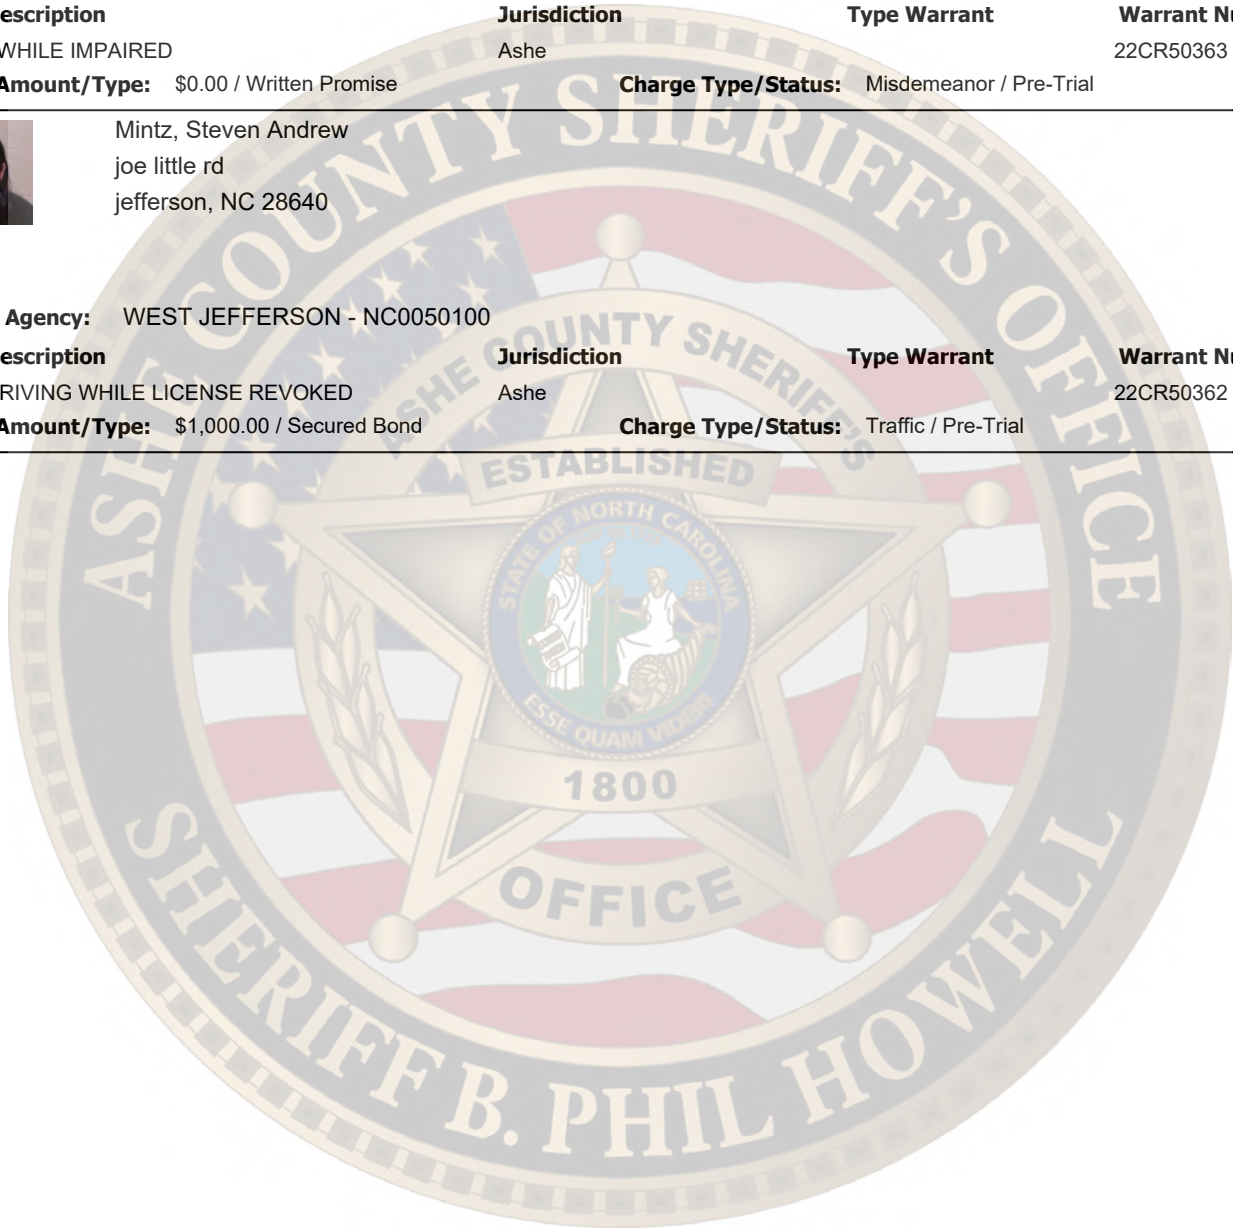 escription Jurisdiction Type Warrant Warrant Nu
WHILE IMPAIRED Ashe 22CR50363
Amount/Type: $0.00 / Written Promise Charge Type/Status: Misdemeanor / Pre-Trial
Mintz, Steven Andrew
joe little rd
jefferson, NC 28640
Agency: WEST JEFFERSON - NC0050100
escription Jurisdiction Type Warrant Warrant Nu
RIVING WHILE LICENSE REVOKED Ashe 22CR50362
Amount/Type: $1,000.00 / Secured Bond Charge Type/Status: Traffic / Pre-Trial
ASHE COUNTY SHERIFF'S OFFICE
ASHE COUNTY SHERIFF'S
ESTABLISHED
STATE OF NORTH CAROLINA
ESSE QUAM VIDERI
1800
OFFICE
SHERIFF B. PHIL HOWELL